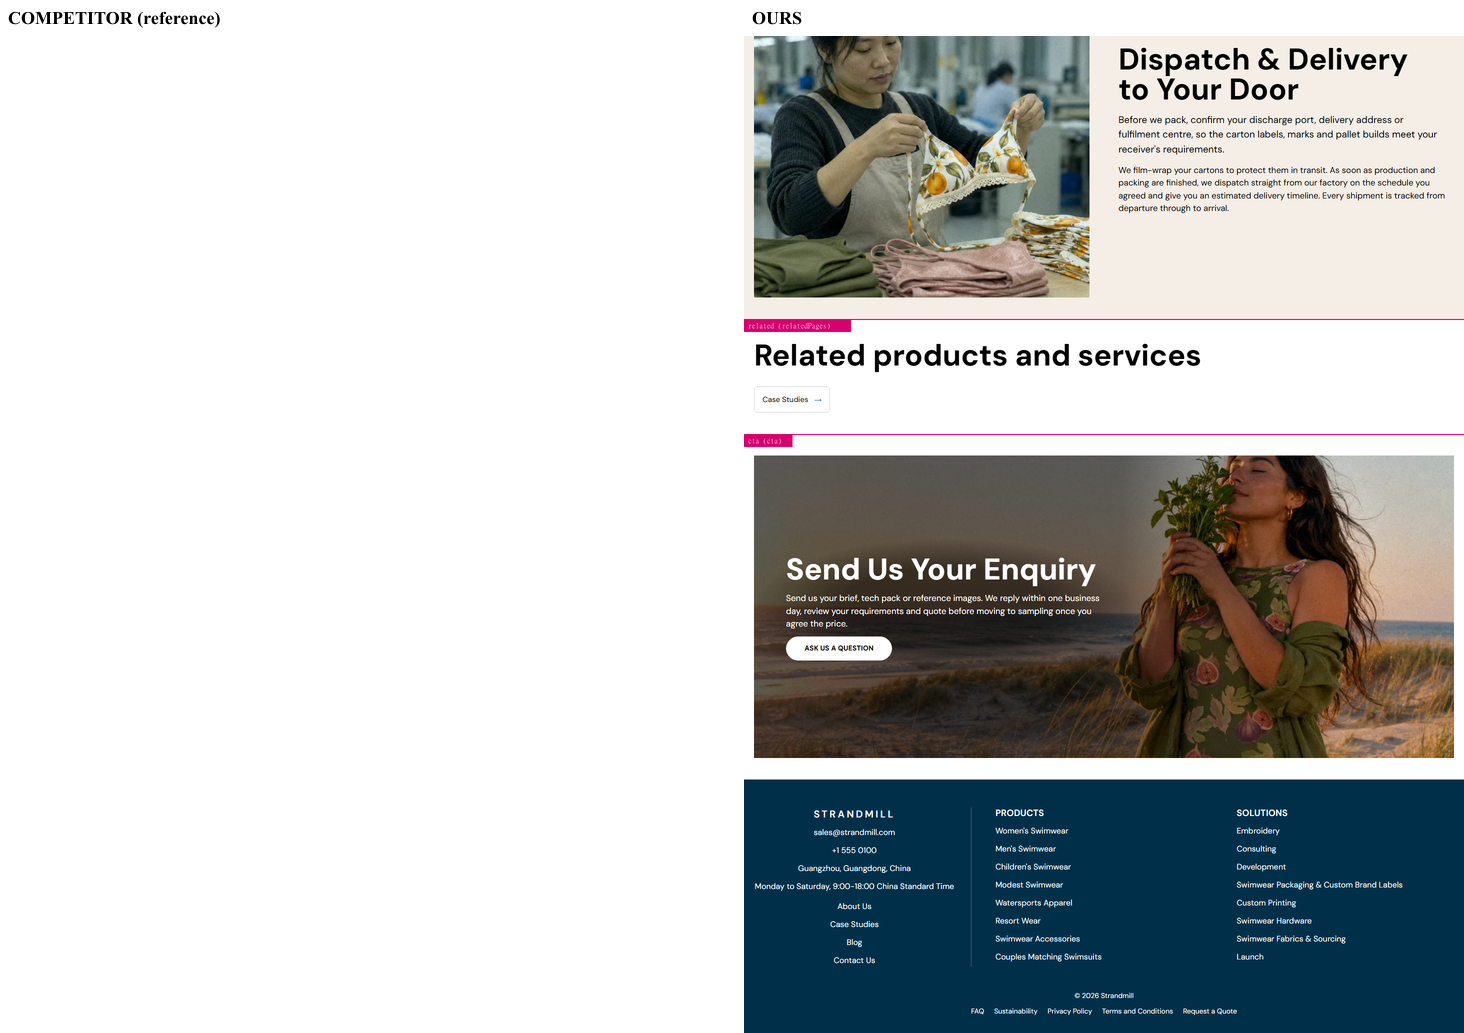 COMPETITOR (reference)
OURS
Dispatch & Delivery
to Your Door
Before we pack, confirm your discharge port, delivery address or
fulfilment centre, so the carton labels, marks and pallet builds meet your
receiver's requirements.
We film-wrap your cartons to protect them in transit. As soon as production and
packing are finished, we dispatch straight from our factory on the schedule you
agreed and give you an estimated delivery timeline. Every shipment is tracked from
departure through to arrival.
related (relatedPages)
Related products and services
Case Studies →
cta (cta)
Send Us Your Enquiry
Send us your brief, tech pack or reference images. We reply within one business
day, review your requirements and quote before moving to sampling once you
agree the price.
ASK US A QUESTION
STRANDMILL
sales@strandmill.com
+1 555 0100
Guangzhou, Guangdong, China
Monday to Saturday, 9:00-18:00 China Standard Time
About Us
Case Studies
Blog
Contact Us
PRODUCTS
Women's Swimwear
Men's Swimwear
Children's Swimwear
Modest Swimwear
Watersports Apparel
Resort Wear
Swimwear Accessories
Couples Matching Swimsuits
SOLUTIONS
Embroidery
Consulting
Development
Swimwear Packaging & Custom Brand Labels
Custom Printing
Swimwear Hardware
Swimwear Fabrics & Sourcing
Launch
© 2026 Strandmill
FAQ Sustainability Privacy Policy Terms and Conditions Request a Quote